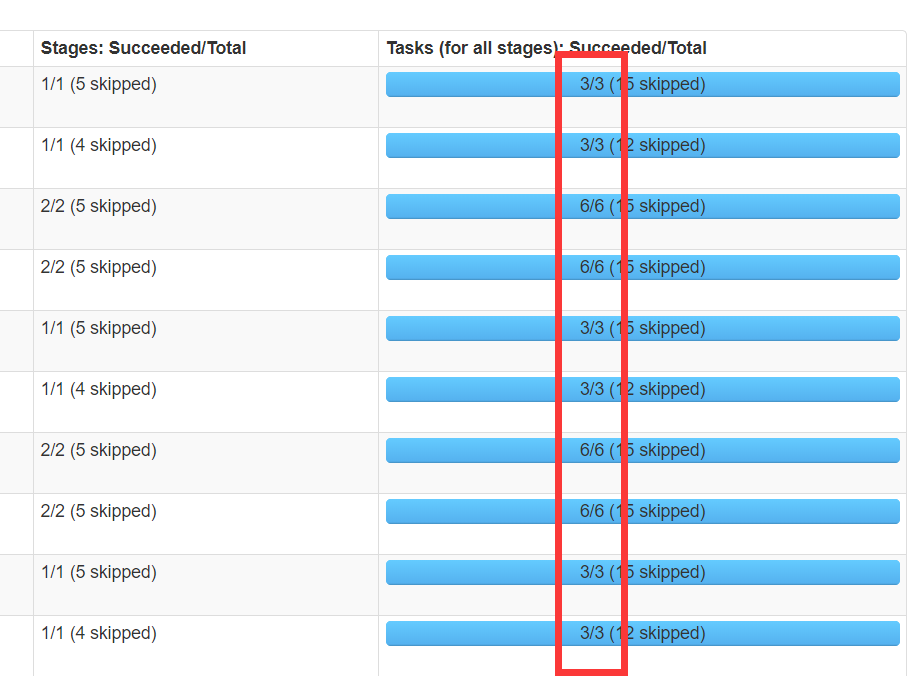 Stages: Succeeded/Total Tasks (for all stages): Succeeded/Total
1/1 (5 skipped) 3/3 (15 skipped)
1/1 (4 skipped) 3/3 (12 skipped)
2/2 (5 skipped) 6/6 (15 skipped)
2/2 (5 skipped) 6/6 (15 skipped)
1/1 (5 skipped) 3/3 (15 skipped)
1/1 (4 skipped) 3/3 (12 skipped)
2/2 (5 skipped) 6/6 (15 skipped)
2/2 (5 skipped) 6/6 (15 skipped)
1/1 (5 skipped) 3/3 (15 skipped)
1/1 (4 skipped) 3/3 (12 skipped)